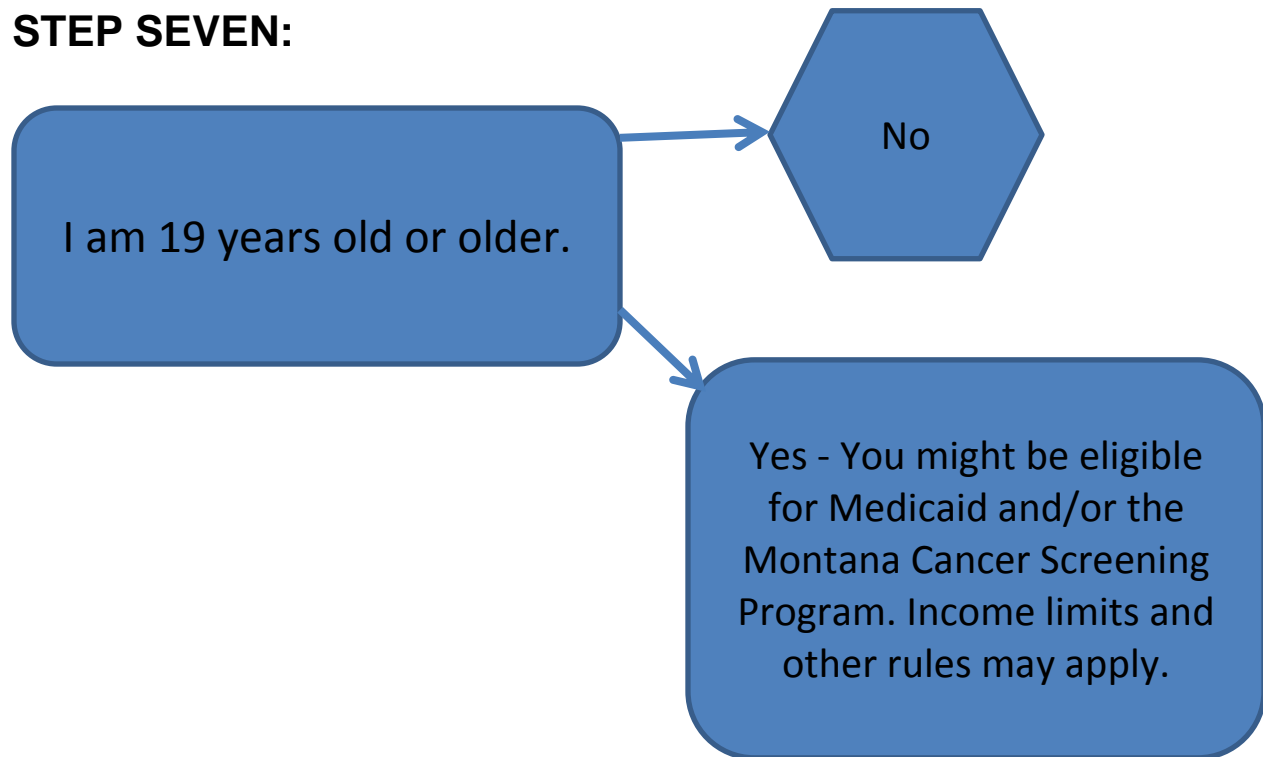 STEP SEVEN:
No
I am 19 years old or older.
Yes - You might be eligible
for Medicaid and/or the
Montana Cancer Screening
Program. Income limits and
other rules may apply.